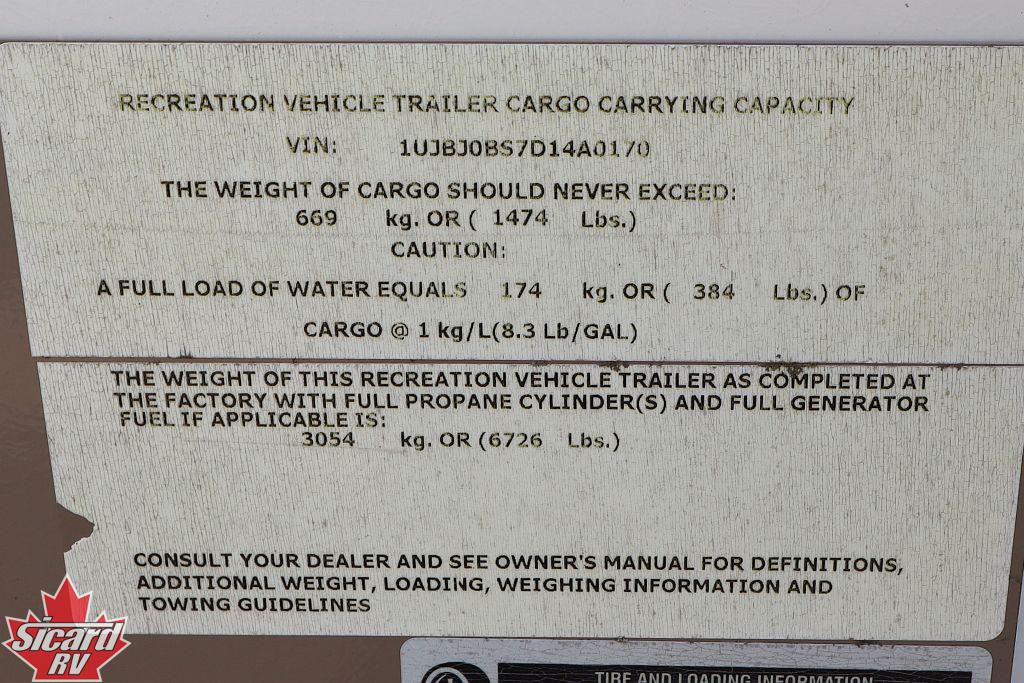 RECREATION VEHICLE TRAILER CARGO CARRYING CAPACITY
VIN: 1UJBJ0BS7D14A0170
THE WEIGHT OF CARGO SHOULD NEVER EXCEED:
669 kg. OR ( 1474 Lbs.)
CAUTION:
A FULL LOAD OF WATER EQUALS 174 kg. OR ( 384 Lbs.) OF
CARGO @ 1 kg/L(8.3 Lb/GAL)
THE WEIGHT OF THIS RECREATION VEHICLE TRAILER AS COMPLETED AT
THE FACTORY WITH FULL PROPANE CYLINDER(S) AND FULL GENERATOR
FUEL IF APPLICABLE IS:
3054 kg. OR (6726 Lbs.)
CONSULT YOUR DEALER AND SEE OWNER'S MANUAL FOR DEFINITIONS,
ADDITIONAL WEIGHT, LOADING, WEIGHING INFORMATION AND
TOWING GUIDELINES
Sicard
RV
TIRE AND LOADING INFORMATION